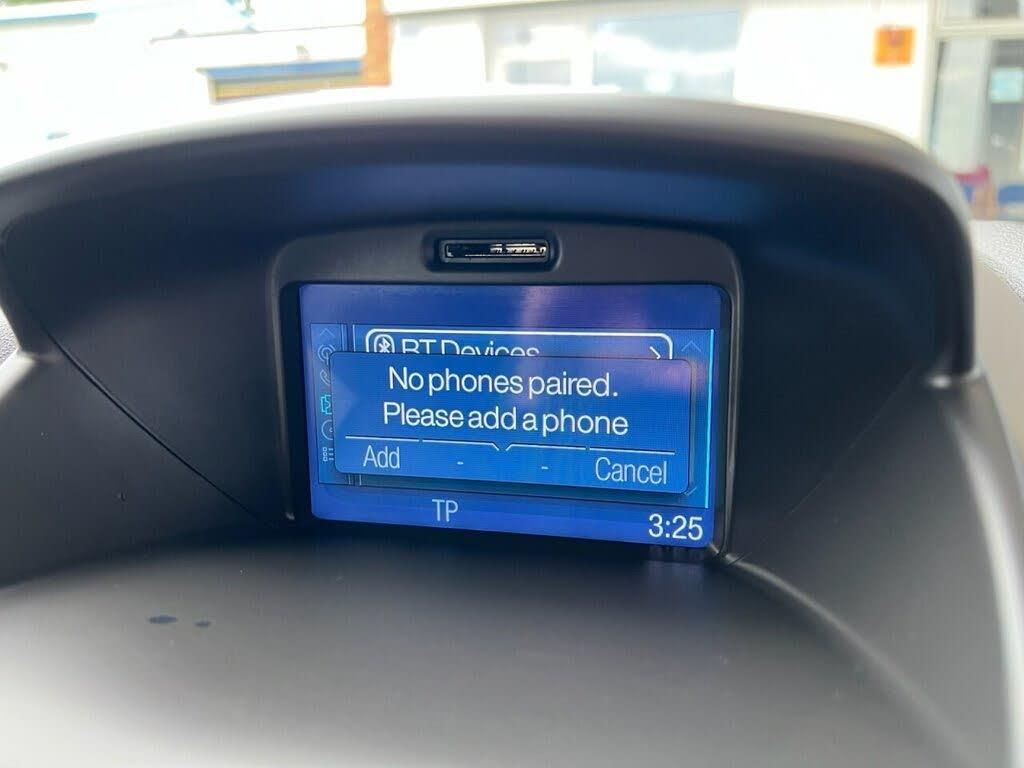 BT Devices
No phones paired.
Please add a phone
Add - - Cancel
TP
3:25